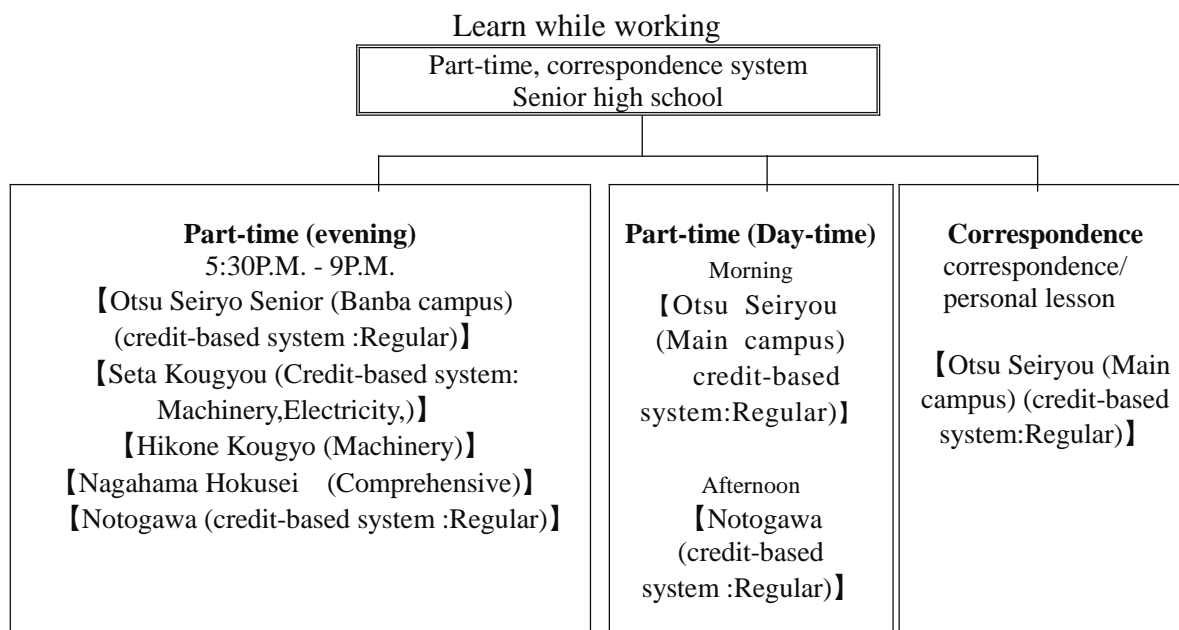 Learn while working
Part-time, correspondence system
Senior high school
Part-time (evening)
5:30P.M. - 9P.M.
【Otsu Seiryo Senior (Banba campus)
(credit-based system :Regular)】
【Seta Kougyou (Credit-based system:
Machinery,Electricity,)】
【Hikone Kougyo (Machinery)】
【Nagahama Hokusei (Comprehensive)】
【Notogawa (credit-based system :Regular)】
Part-time (Day-time)
Morning
【Otsu Seiryou
(Main campus)
credit-based
system:Regular)】
Afternoon
【Notogawa
(credit-based
system :Regular)】
Correspondence
correspondence/
personal lesson
【Otsu Seiryou (Main
campus) (credit-based
system:Regular)】